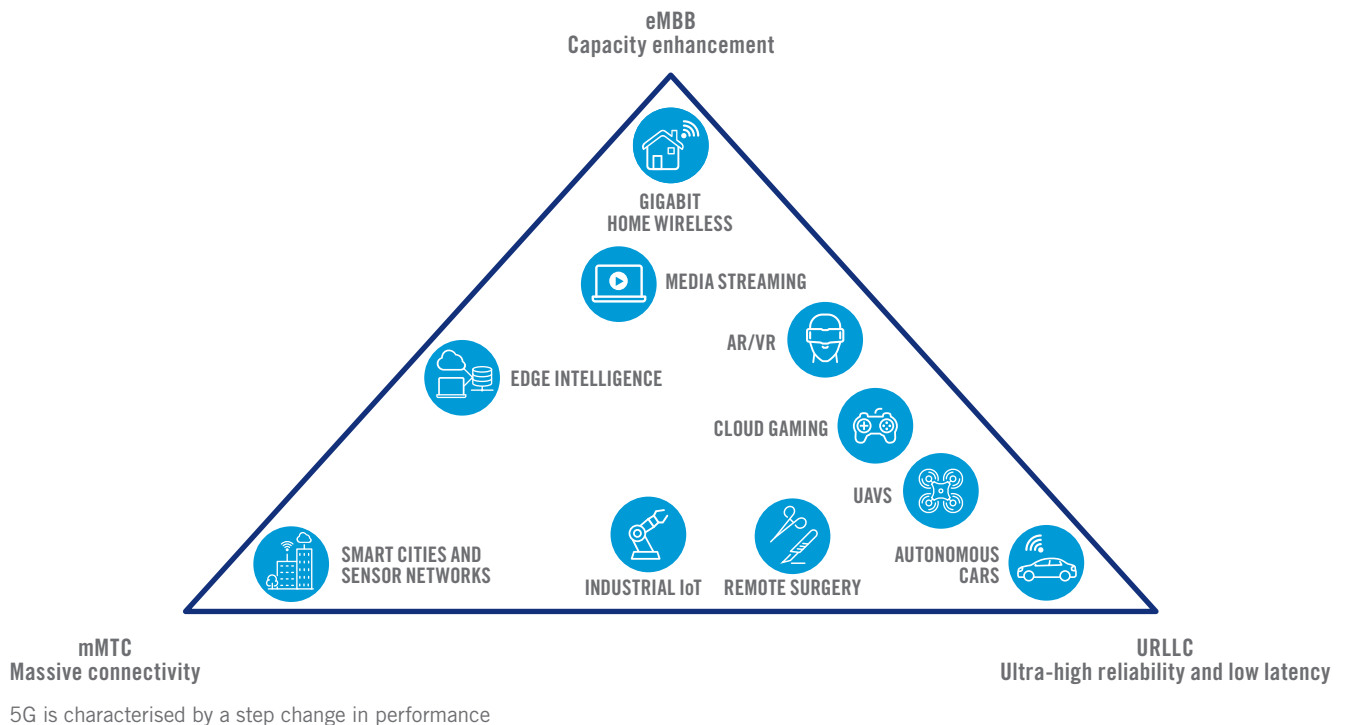 eMBB
Capacity enhancement
GIGABIT
HOME WIRELESS
MEDIA STREAMING
AR/VR
EDGE INTELLIGENCE
CLOUD GAMING
UAVS
SMART CITIES AND
SENSOR NETWORKS
INDUSTRIAL IoT
REMOTE SURGERY
AUTONOMOUS
CARS
mMTC
Massive connectivity
URLLC
Ultra-high reliability and low latency
5G is characterised by a step change in performance